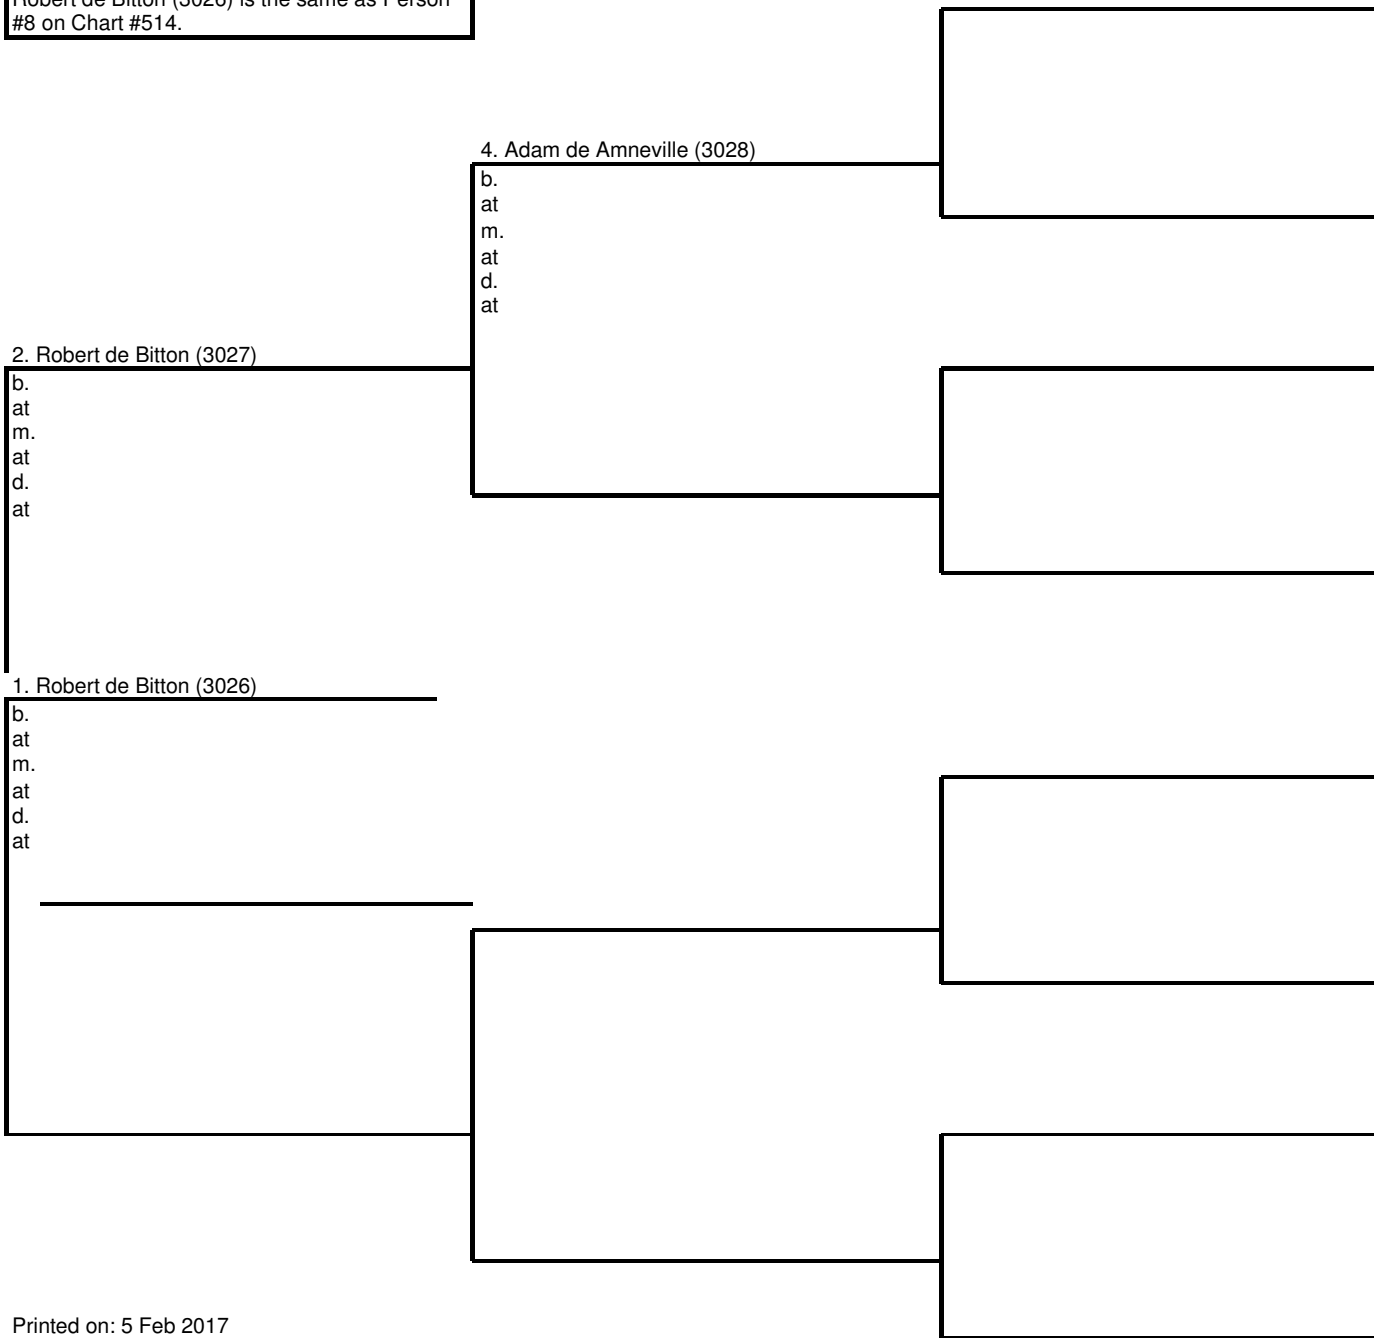 Robert de Bitton (3026) is the same as Person
#8 on Chart #514.
4. Adam de Amneville (3028)
b.
at
m.
at
d.
at
2. Robert de Bitton (3027)
b.
at
m.
at
d.
at
1. Robert de Bitton (3026)
b.
at
m.
at
d.
at
Printed on: 5 Feb 2017